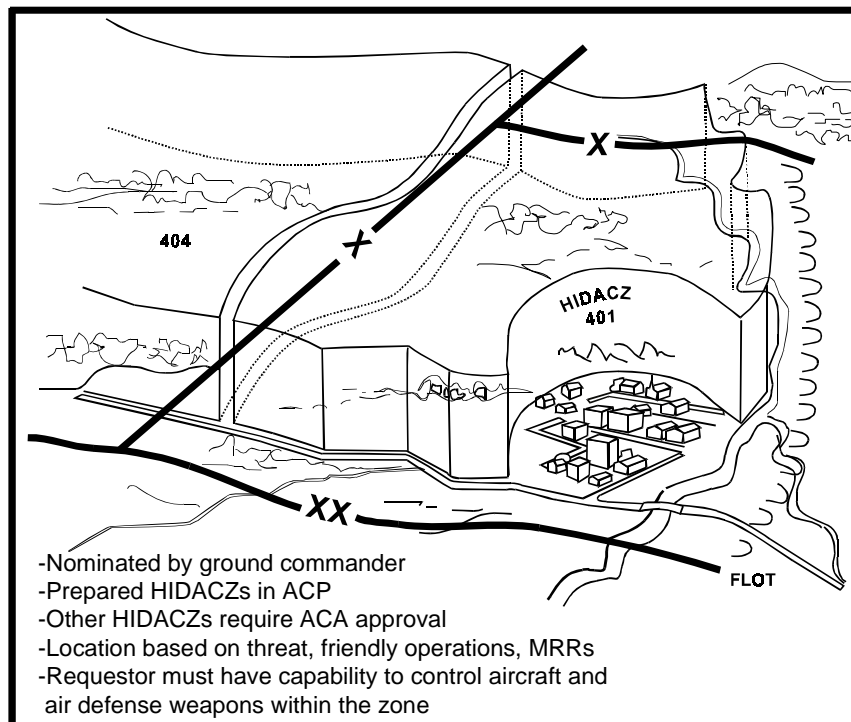 X
404
X
HIDACZ
401
XX
FLOT
-Nominated by ground commander
-Prepared HIDACZs in ACP
-Other HIDACZs require ACA approval
-Location based on threat, friendly operations, MRRs
-Requestor must have capability to control aircraft and
air defense weapons within the zone